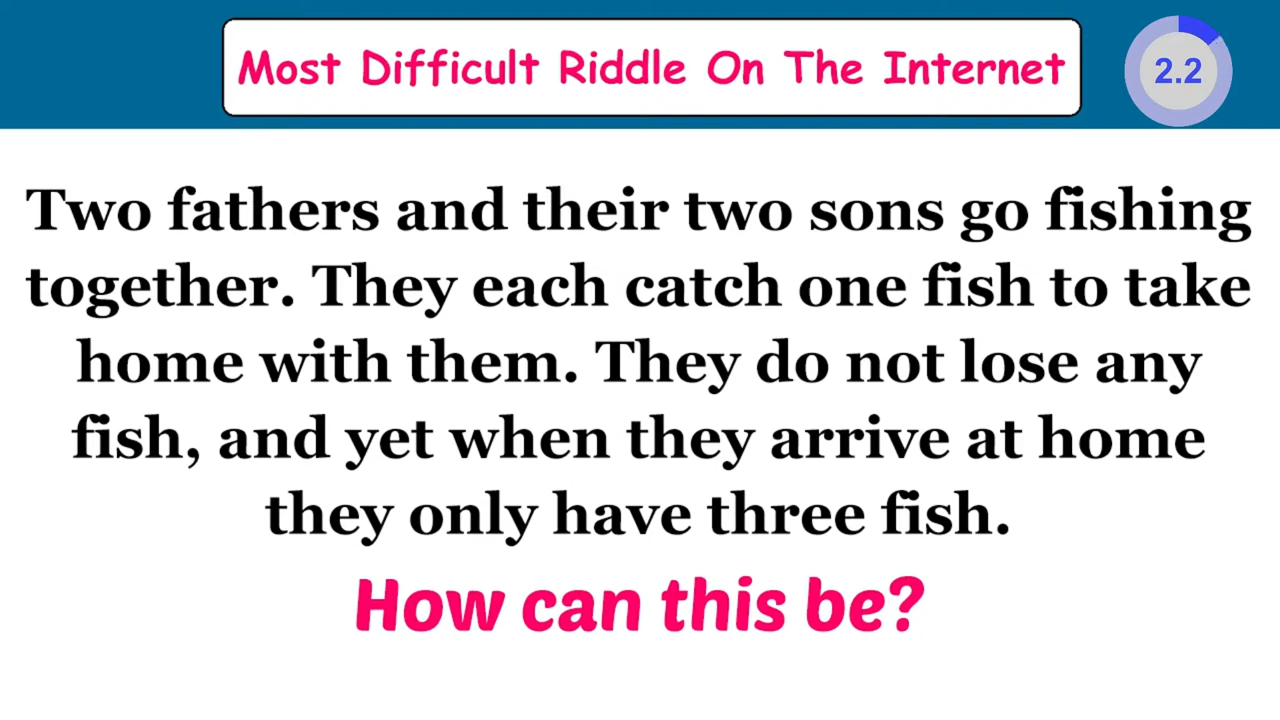 Most Difficult Riddle On The Internet
2.2
Two fathers and their two sons go fishing
together. They each catch one fish to take
home with them. They do not lose any
fish, and yet when they arrive at home
they only have three fish.
How can this be?